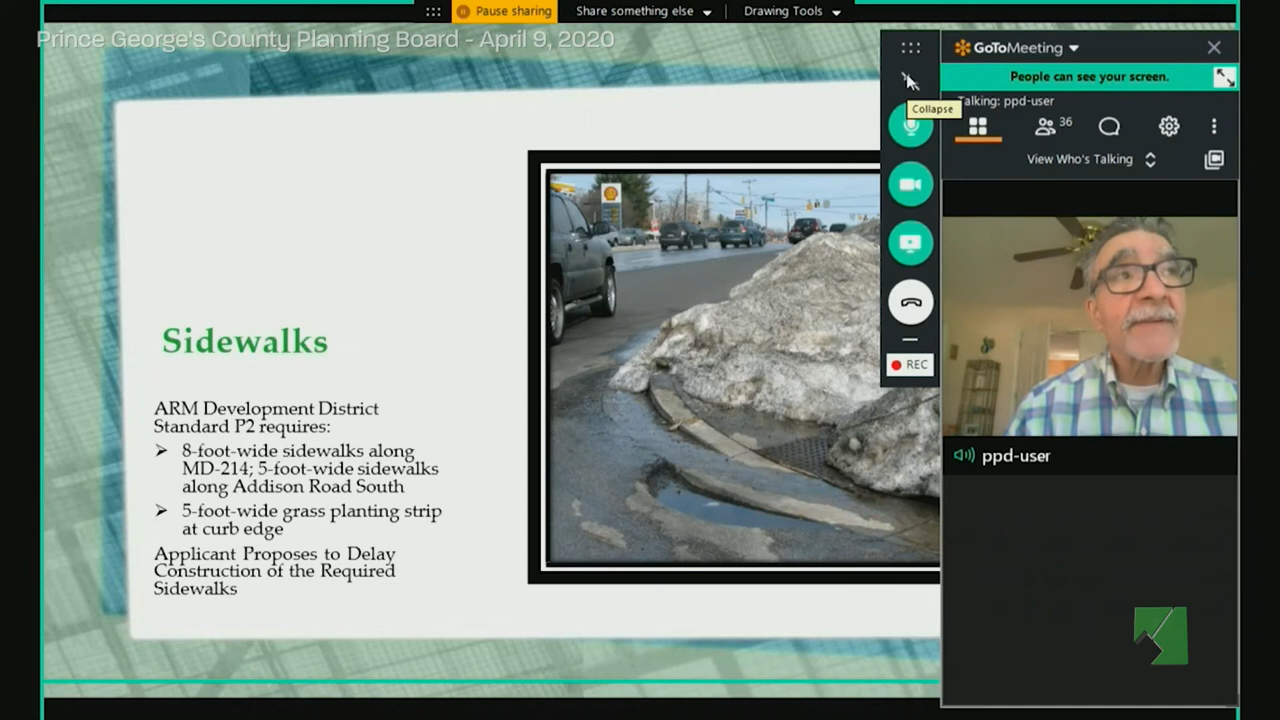 Pause sharing
Share something else
Drawing Tools
Prince George's County Planning Board - April 9, 2020
GoToMeeting
People can see your screen.
Talking: ppd-user
Collapse
36
View Who's Talking
REC
Sidewalks
ARM Development District
Standard P2 requires:
8-foot-wide sidewalks along
MD-214; 5-foot-wide sidewalks
along Addison Road South
5-foot-wide grass planting strip
at curb edge
Applicant Proposes to Delay
Construction of the Required
Sidewalks
ppd-user